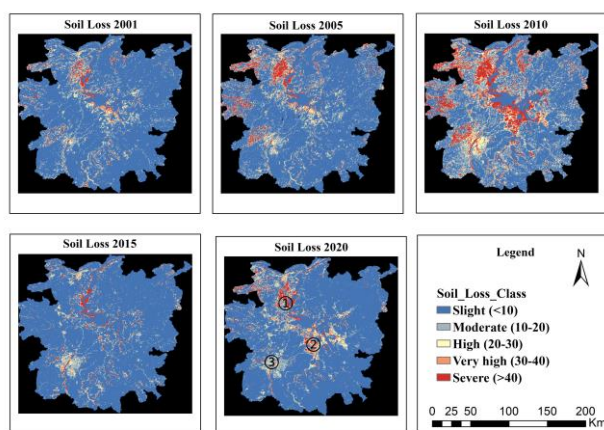 Soil Loss 2001
Soil Loss 2005
Soil Loss 2010
Soil Loss 2015
Soil Loss 2020
①
②
③
Legend
N
Soil_Loss_Class
Slight (<10)
Moderate (10-20)
High (20-30)
Very high (30-40)
Severe (>40)
0 25 50 100 150 200
Km